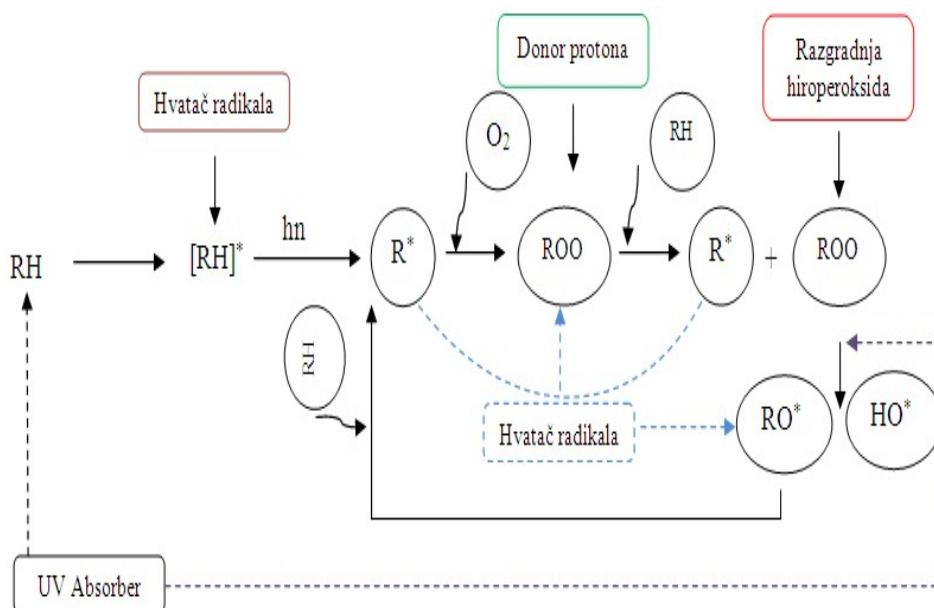 Donor protona
Razgradnja
hiroperoksida
Hvatač radikala
O₂
RH
RH
[RH]*
hn
R*
ROO
R*
+
ROO
RH
Hvatač radikala
RO*
HO*
UV Absorber